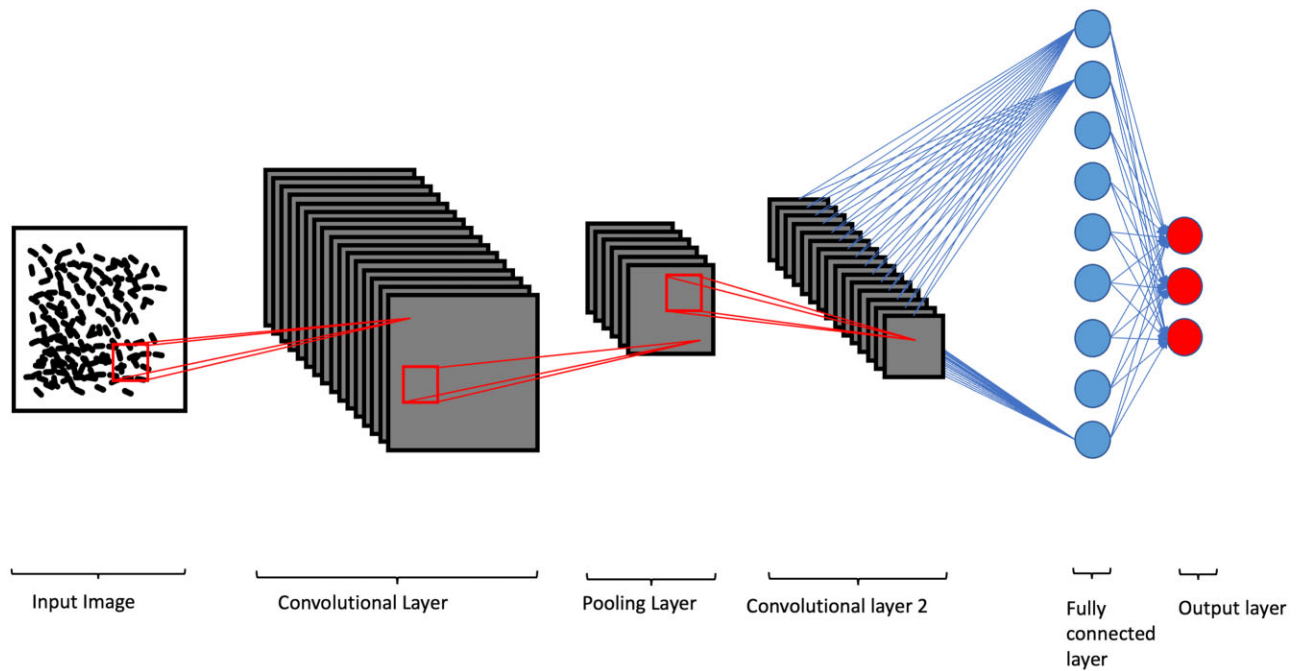 Input Image
Convolutional Layer
Pooling Layer
Convolutional layer 2
Fully
connected
layer
Output layer